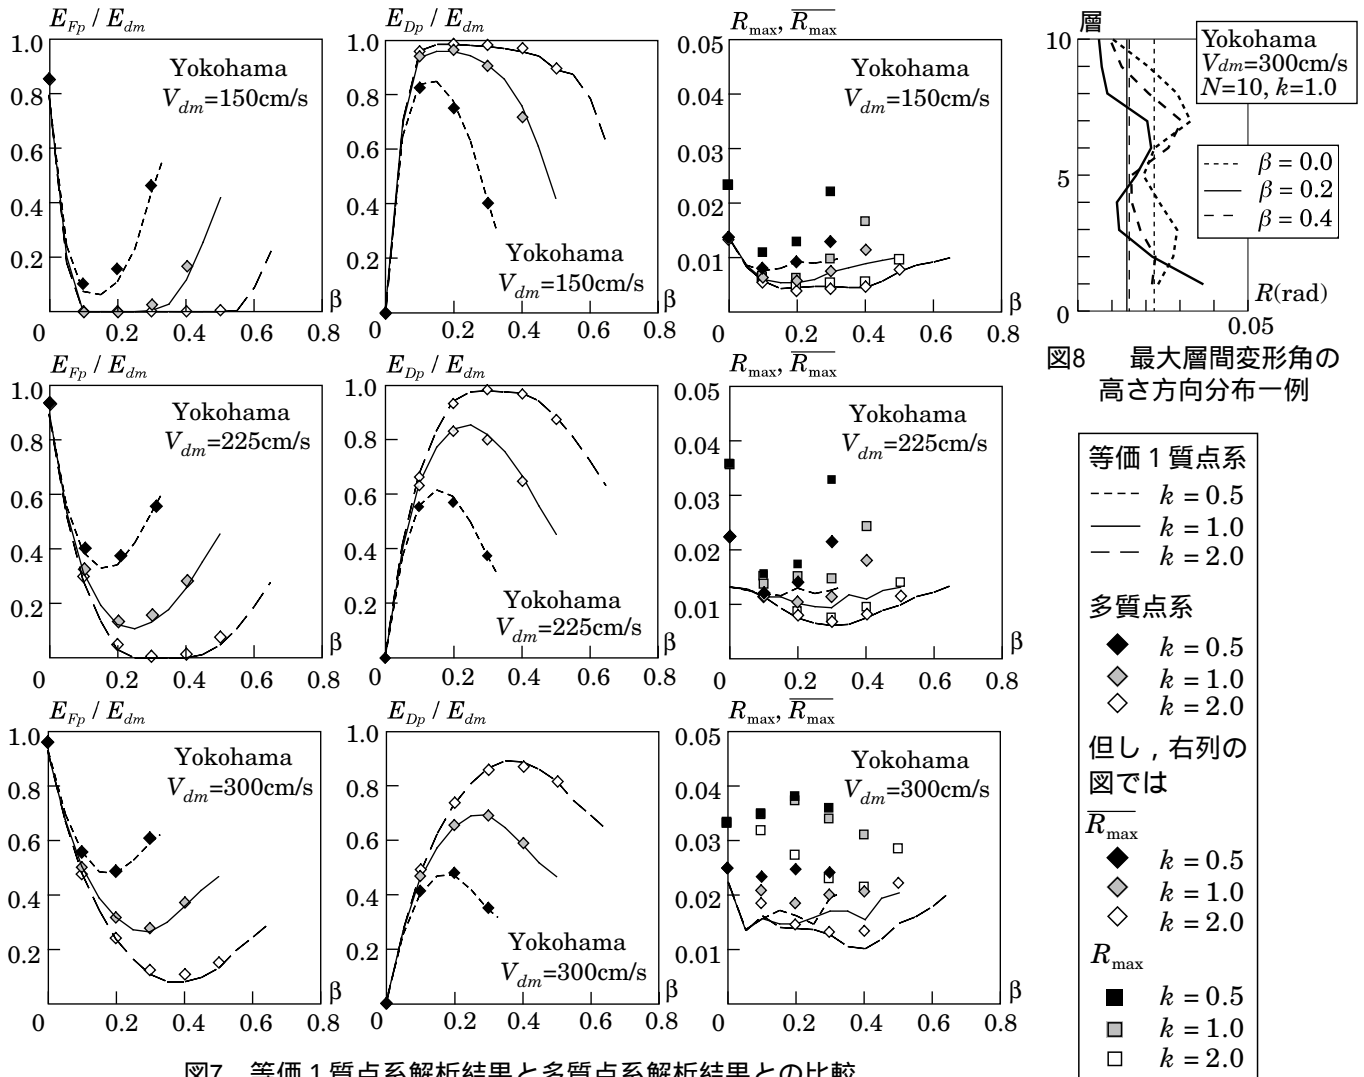 E_Fp / E_dm
1.0
0.8
0.6
0.4
0.2
Yokohama
V_dm=150cm/s
β
0 0.2 0.4 0.6 0.8
E_Dp / E_dm
1.0
0.8
0.6
0.4
0.2
Yokohama
V_dm=150cm/s
β
0 0.2 0.4 0.6 0.8
R_max, R̅_max
0.05
0.04
0.03
0.02
0.01
Yokohama
V_dm=150cm/s
β
0 0.2 0.4 0.6 0.8
層
10
5
0
Yokohama
V_dm=300cm/s
N=10, k=1.0
β = 0.0
β = 0.2
β = 0.4
R(rad)
0.05
図8 最大層間変形角の
高さ方向分布一例
E_Fp / E_dm
1.0
0.8
0.6
0.4
0.2
Yokohama
V_dm=225cm/s
β
0 0.2 0.4 0.6 0.8
E_Dp / E_dm
1.0
0.8
0.6
0.4
0.2
Yokohama
V_dm=225cm/s
β
0 0.2 0.4 0.6 0.8
R_max, R̅_max
0.05
0.04
0.03
0.02
0.01
Yokohama
V_dm=225cm/s
β
0 0.2 0.4 0.6 0.8
E_Fp / E_dm
1.0
0.8
0.6
0.4
0.2
Yokohama
V_dm=300cm/s
β
0 0.2 0.4 0.6 0.8
E_Dp / E_dm
1.0
0.8
0.6
0.4
0.2
Yokohama
V_dm=300cm/s
β
0 0.2 0.4 0.6 0.8
R_max, R̅_max
0.05
0.04
0.03
0.02
0.01
Yokohama
V_dm=300cm/s
β
0 0.2 0.4 0.6 0.8
等価1質点系
k = 0.5
k = 1.0
k = 2.0
多質点系
k = 0.5
k = 1.0
k = 2.0
但し,右列の
図では
R̅_max
k = 0.5
k = 1.0
k = 2.0
R_max
k = 0.5
k = 1.0
k = 2.0
図7 等価1質点系解析結果と多質点系解析結果との比較